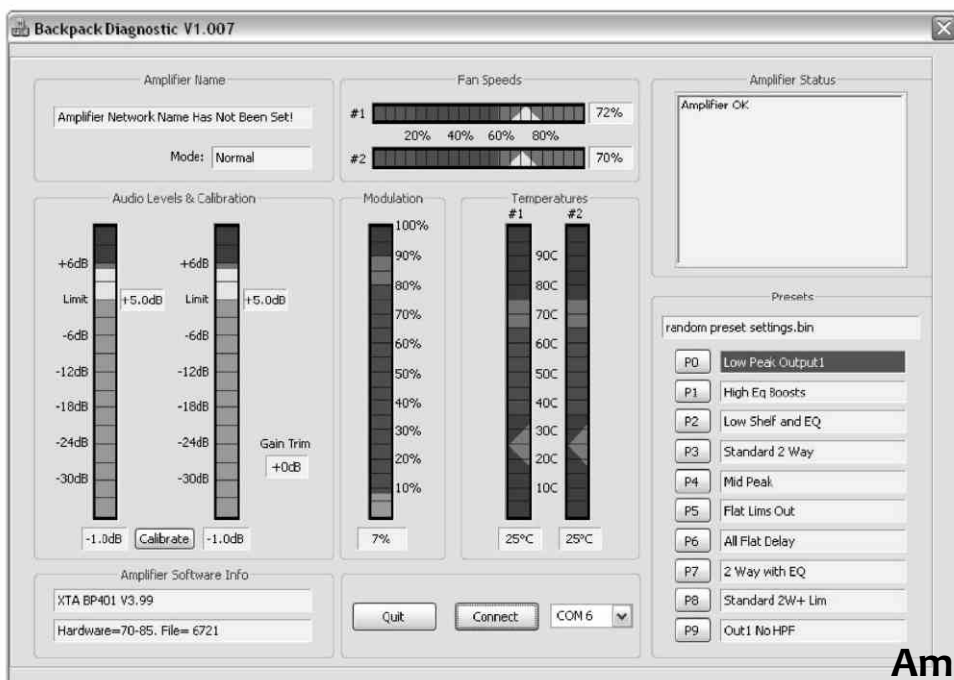 Backpack Diagnostic V1.007
Amplifier Name
Amplifier Network Name Has Not Been Set!
Mode: Normal
Fan Speeds
#1 72%
20% 40% 60% 80%
#2 70%
Amplifier Status
Amplifier OK
Audio Levels & Calibration
+6dB +6dB
Limit +5.0dB Limit +5.0dB
-6dB -6dB
-12dB -12dB
-18dB -18dB
-24dB -24dB
Gain Trim
+0dB
-30dB -30dB
-1.0dB Calibrate -1.0dB
Modulation
100%
90%
80%
70%
60%
50%
40%
30%
20%
10%
7%
Temperatures
#1 #2
90C
80C
70C
60C
50C
40C
30C
20C
10C
25°C 25°C
Presets
random preset settings.bin
P0 Low Peak Output1
P1 High Eq Boosts
P2 Low Shelf and EQ
P3 Standard 2 Way
P4 Mid Peak
P5 Flat Lims Out
P6 All Flat Delay
P7 2 Way with EQ
P8 Standard 2W+ Lim
P9 Out1 No HPF
Amplifier Software Info
XTA BP401 V3.99
Hardware=70-85. File= 6721
Quit Connect COM 6
Am